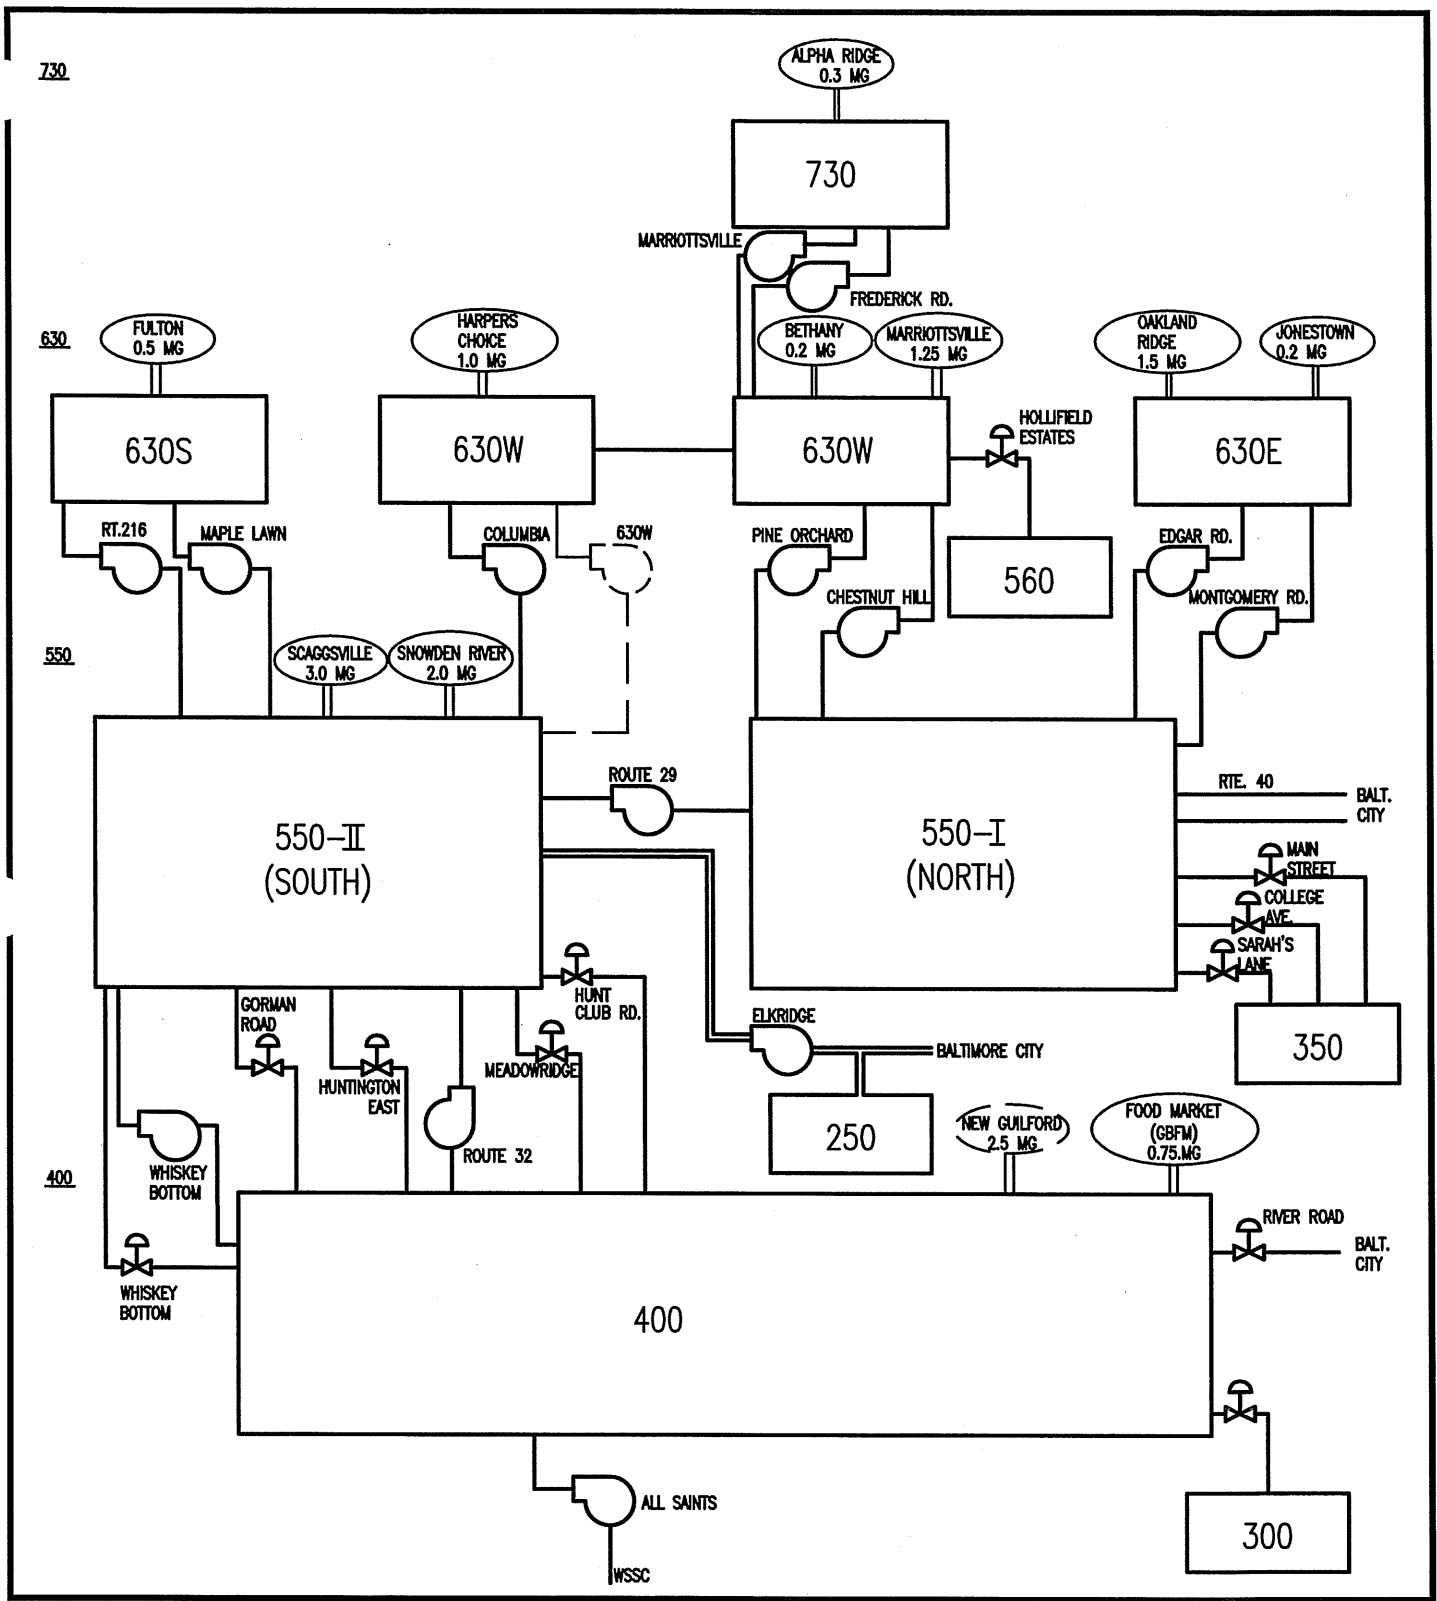 730
ALPHA RIDGE
0.3 MG
730
MARRIOTTSVILLE
FREDERICK RD.
630
FULTON
0.5 MG
HARPERS
CHOICE
1.0 MG
BETHANY
0.2 MG
MARRIOTTSVILLE
1.25 MG
OAKLAND
RIDGE
1.5 MG
JONESTOWN
0.2 MG
630S
630W
630W
HOLLIFIELD
ESTATES
630E
RT.216
MAPLE LAWN
COLUMBIA
630W
PINE ORCHARD
CHESTNUT HILL
560
EDGAR RD.
MONTGOMERY RD.
550
SCAGGSVILLE
3.0 MG
SNOWDEN RIVER
2.0 MG
ROUTE 29
550-II
(SOUTH)
550-I
(NORTH)
RTE. 40
BALT.
CITY
MAIN
STREET
COLLEGE
AVE.
SARAH'S
LANE
350
GORMAN
ROAD
HUNTINGTON
EAST
ROUTE 32
MEADOWRIDGE
HUNT
CLUB RD.
ELKRIDGE
BALTIMORE CITY
250
NEW GUILFORD
2.5 MG
FOOD MARKET
(GBFM)
0.75.MG
400
WHISKEY
BOTTOM
WHISKEY
BOTTOM
RIVER ROAD
BALT.
CITY
400
300
ALL SAINTS
WSSC